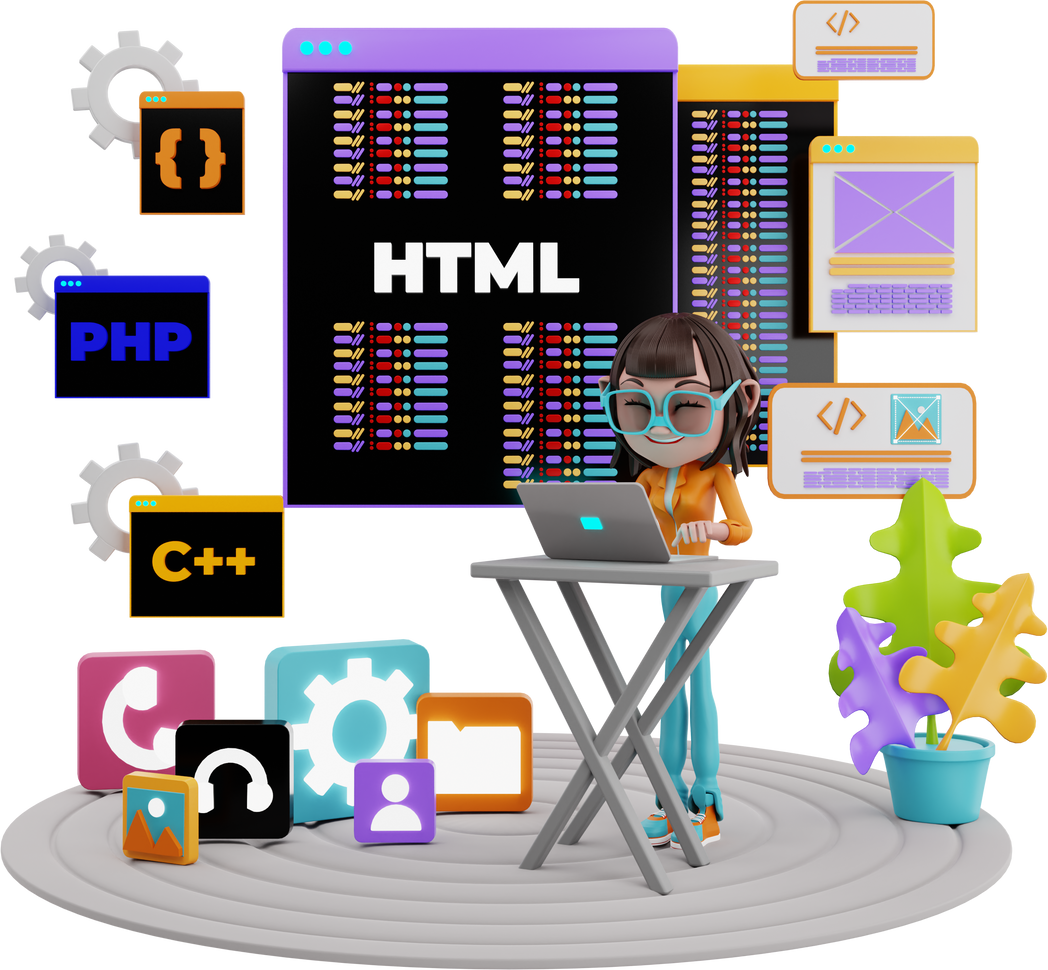 { }
</>
HTML
PHP
</>
C++